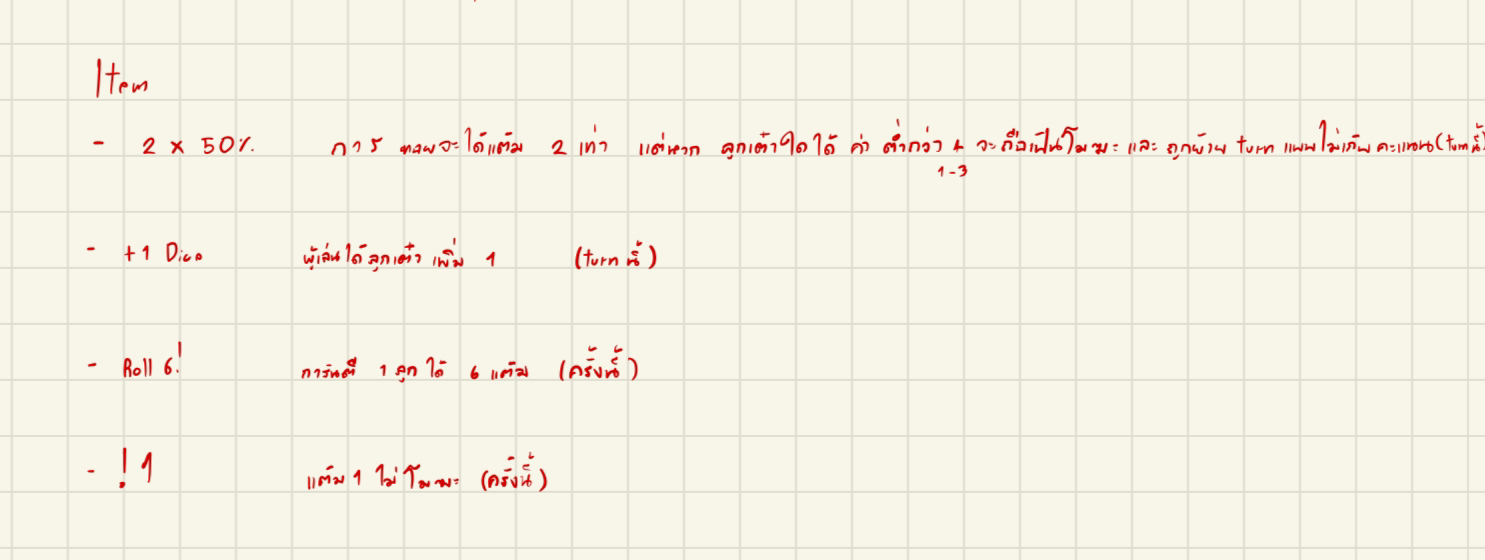 Item
- 2 x 50% การ ทอยจะได้แต้ม 2 เท่า แต่หาก ลูกเต๋าใดได้ ค่า ต่ำกว่า 4 จะถือเป็นโมฆะ และ ถูกข้าม turn แบบไม่เก็บ คะแนน (turn นี้)
1-3
- +1 Dice ผู้เล่นได้ลูกเต๋า เพิ่ม 1 (turn นี้)
- Roll 6! การันตี 1 ลูก ได้ 6 แต้ม (ครั้งนี้)
- !1 แต้ม 1 ไม่โมฆะ (ครั้งนี้)